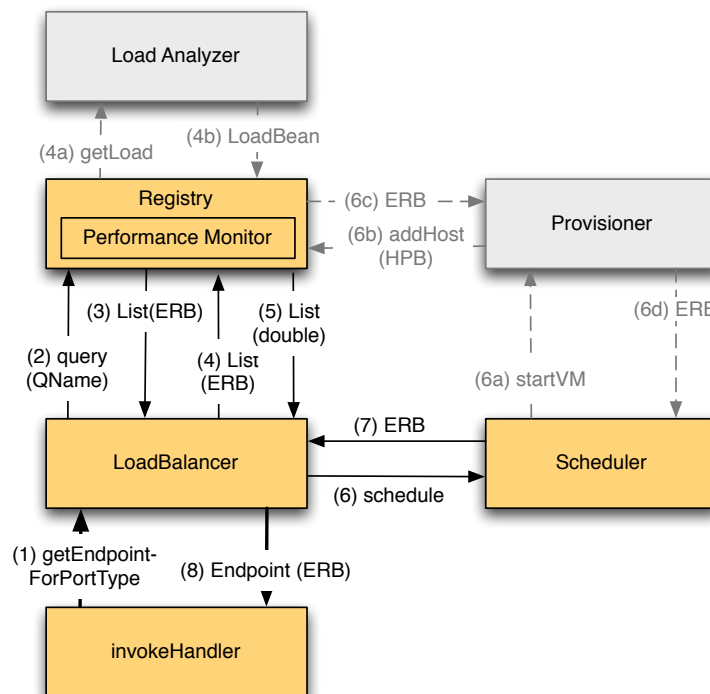 Load Analyzer
(4a) getLoad
(4b) LoadBean
Registry
Performance Monitor
(6c) ERB
(6b) addHost
(HPB)
Provisioner
(2) query
(QName)
(3) List(ERB)
(4) List
(ERB)
(5) List
(double)
(6a) startVM
(6d) ERB
LoadBalancer
(7) ERB
(6) schedule
Scheduler
(1) getEndpoint-
ForPortType
(8) Endpoint (ERB)
invokeHandler